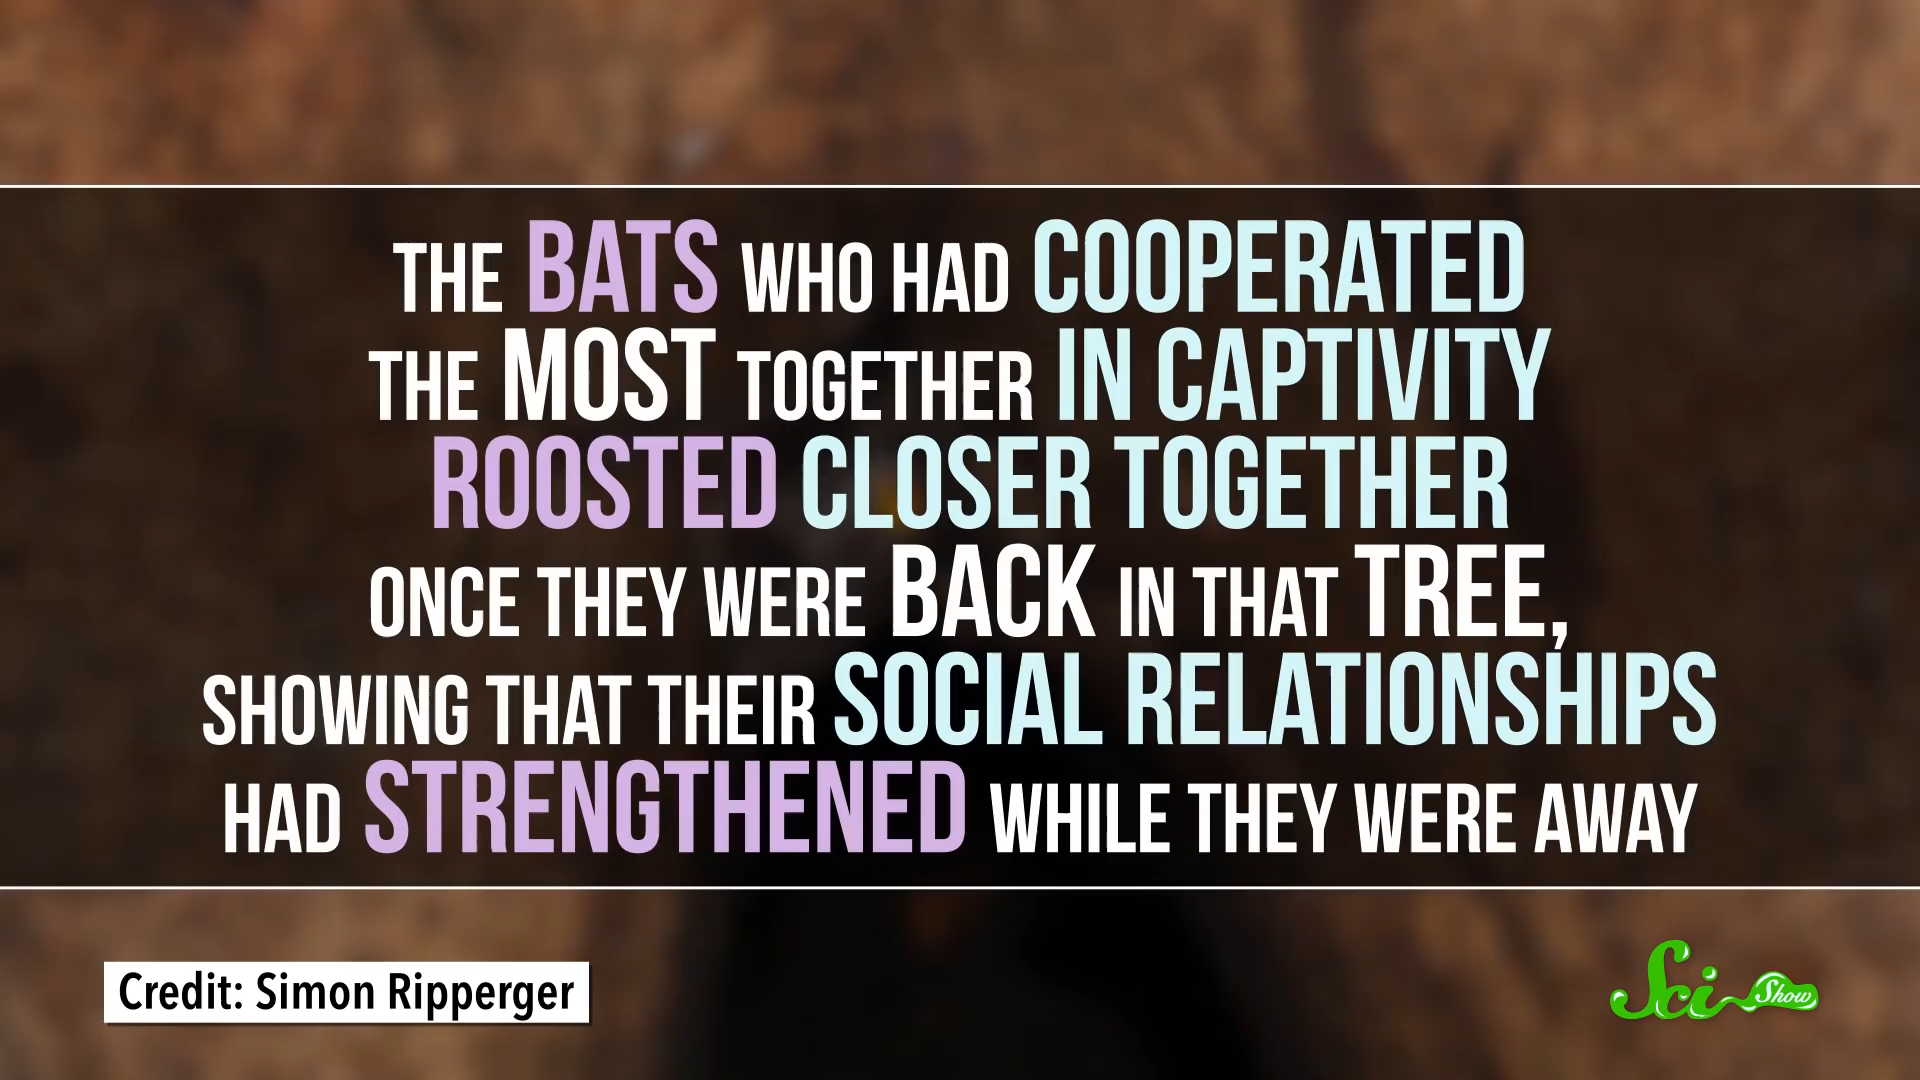 THE BATS WHO HAD COOPERATED
THE MOST TOGETHER IN CAPTIVITY
ROOSTED CLOSER TOGETHER
ONCE THEY WERE BACK IN THAT TREE,
SHOWING THAT THEIR SOCIAL RELATIONSHIPS
HAD STRENGTHENED WHILE THEY WERE AWAY
Credit: Simon Ripperger
Sci Show